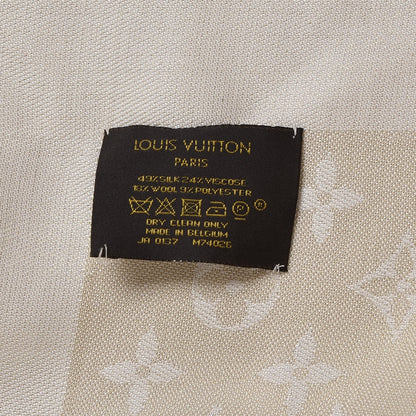 LOUIS VUITTON
PARIS
49% SILK 24% VISCOSE
18% WOOL 9% POLYESTER
P
DRY CLEAN ONLY
MADE IN BELGIUM
JA 0137 M74026